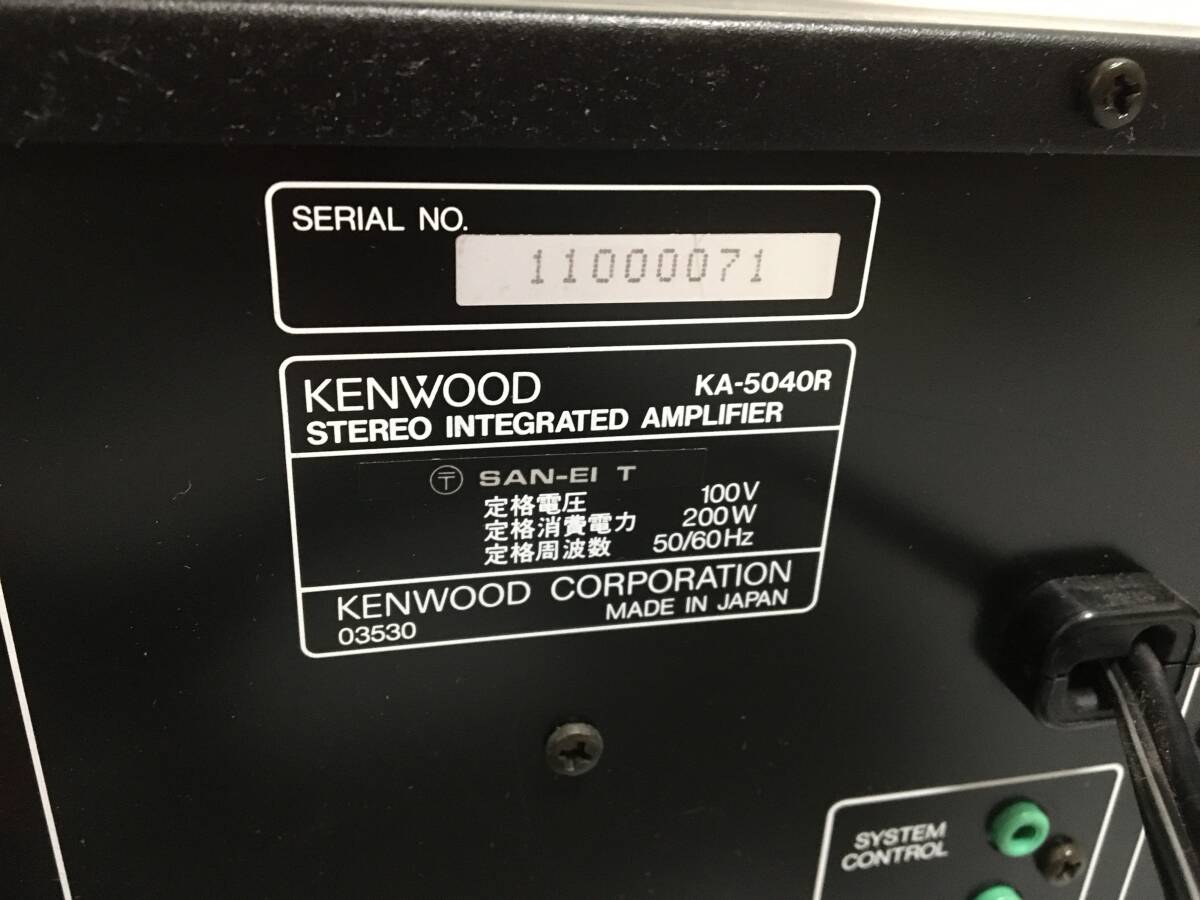 SERIAL NO.
11000071
KENWOOD KA-5040R
STEREO INTEGRATED AMPLIFIER
〒 SAN-EI T
定格電圧 100V
定格消費電力 200W
定格周波数 50/60Hz
KENWOOD CORPORATION
03530 MADE IN JAPAN
SYSTEM
CONTROL